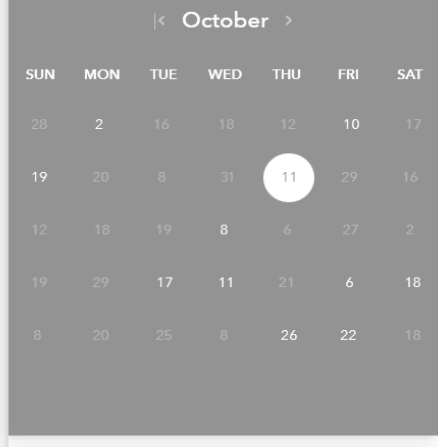 |< October >
SUN MON TUE WED THU FRI SAT
28 2 16 18 12 10 17
19 20 8 31 11 29 16
12 18 19 8 6 27 2
19 29 17 11 21 6 18
8 20 25 8 26 22 18